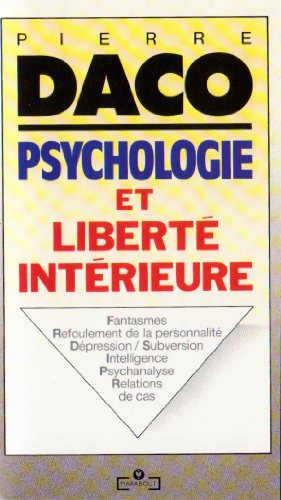 PIERRE
DACO
PSYCHOLOGIE
ET
LIBERTÉ
INTÉRIEURE
Fantasmes
Refoulement de la personnalité
Dépression / Subversion
Intelligence
Psychanalyse
Relations
de cas
MARABOUT